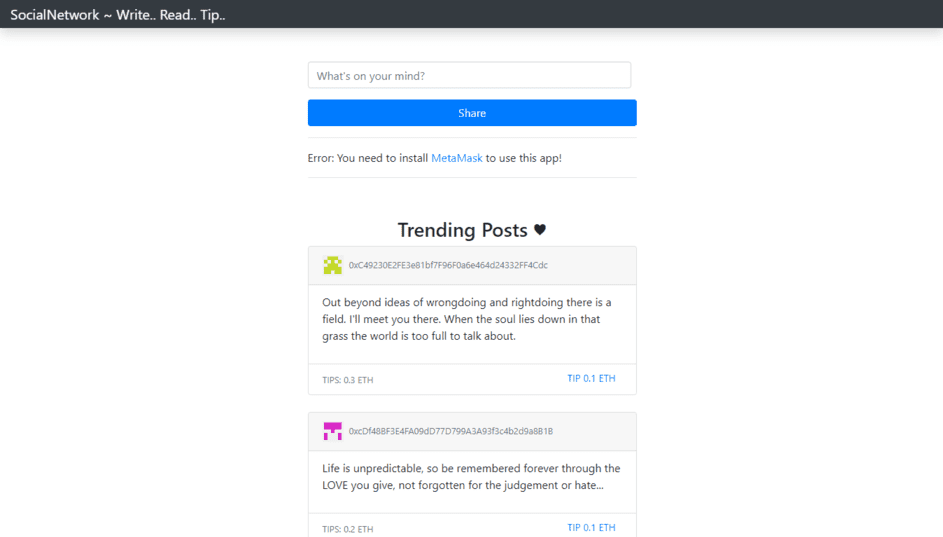 SocialNetwork ~ Write.. Read.. Tip..
What's on your mind?
Share
Error: You need to install MetaMask to use this app!
Trending Posts ♥
0xC49230E2FE3e81bf7F96F0a6e464d24332FF4Cdc
Out beyond ideas of wrongdoing and rightdoing there is a
field. I'll meet you there. When the soul lies down in that
grass the world is too full to talk about.
TIPS: 0.3 ETH TIP 0.1 ETH
0xcDf48BF3E4FA09dD77D799A3A93f3c4b2d9a8B1B
Life is unpredictable, so be remembered forever through the
LOVE you give, not forgotten for the judgement or hate...
TIPS: 0.2 ETH TIP 0.1 ETH